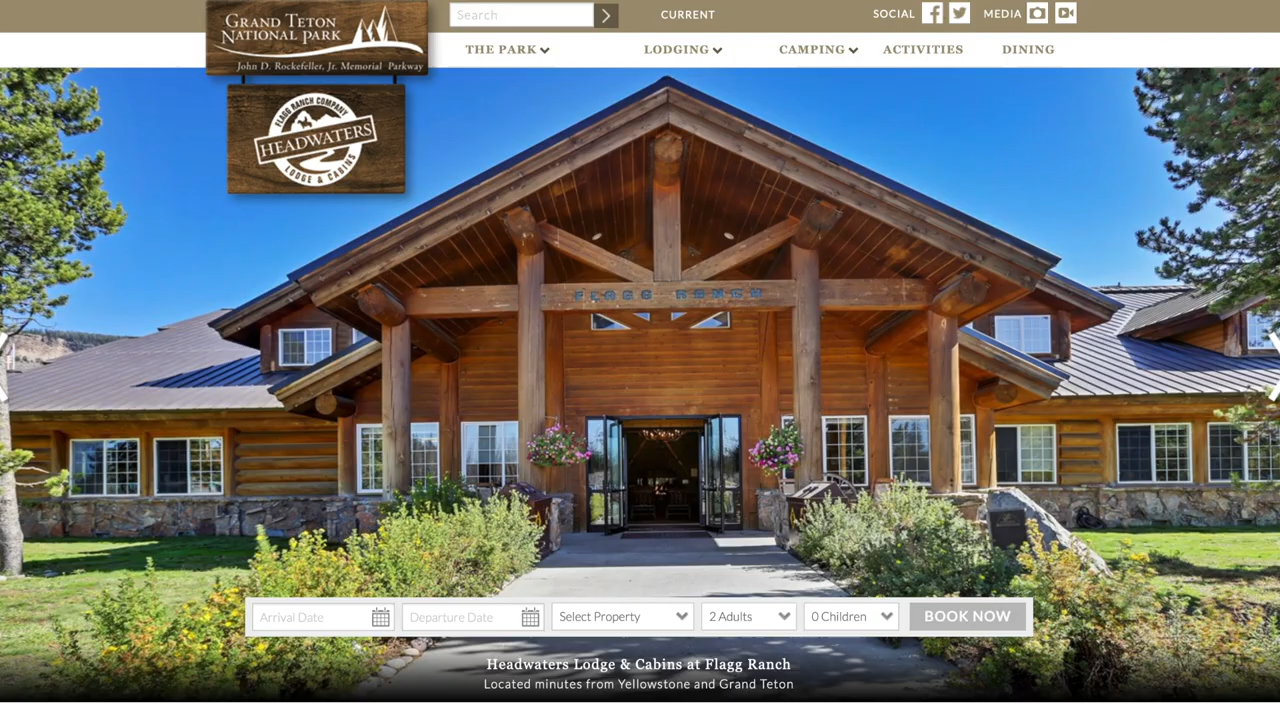 GRAND TETON
NATIONAL PARK
John D. Rockefeller, Jr. Memorial Parkway
Search
CURRENT
SOCIAL
MEDIA
THE PARK
LODGING
CAMPING
ACTIVITIES
DINING
FLAGG RANCH COMPANY
HEADWATERS
LODGE & CABINS
FLAGG RANCH
Arrival Date
Departure Date
Select Property
2 Adults
0 Children
BOOK NOW
Headwaters Lodge & Cabins at Flagg Ranch
Located minutes from Yellowstone and Grand Teton